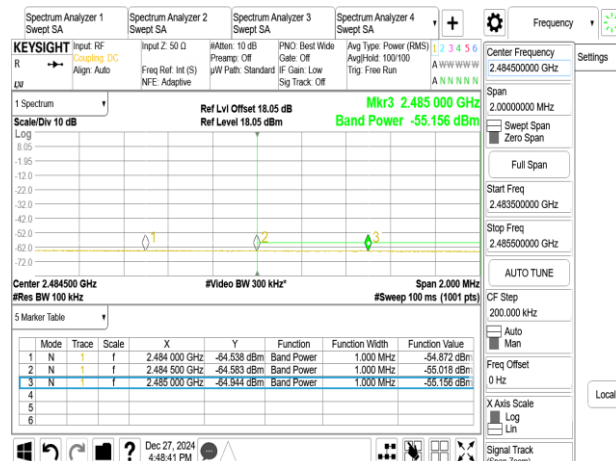 Spectrum Analyzer 1
Swept SA
Spectrum Analyzer 2
Swept SA
Spectrum Analyzer 3
Swept SA
Spectrum Analyzer 4
Swept SA
+
Frequency
Settings
KEYSIGHT
R
Input: RF
Coupling: DC
Align: Auto
Input Z: 50 Ω
Freq Ref: Int (S)
NFE: Adaptive
#Atten: 10 dB
Preamp: Off
µW Path: Standard
PNO: Best Wide
Gate: Off
IF Gain: Low
Sig Track: Off
Avg Type: Power (RMS)
Avg|Hold: 100/100
Trig: Free Run
1 2 3 4 5 6
A W W W W W
A N N N N N
1 Spectrum
Scale/Div 10 dB
Ref Lvl Offset 18.05 dB
Ref Level 18.05 dBm
Mkr3 2.485 000 GHz
Band Power -55.156 dBm
Log
8.05
-1.95
-12.0
-22.0
-32.0
-42.0
-52.0
-62.0
-72.0
1
2
3
Center 2.484500 GHz
#Res BW 100 kHz
#Video BW 300 kHz*
Span 2.000 MHz
#Sweep 100 ms (1001 pts)
5 Marker Table
Mode Trace Scale X Y Function Function Width Function Value
1 N 1 f 2.484 000 GHz -64.538 dBm Band Power 1.000 MHz -54.872 dBm
2 N 1 f 2.484 500 GHz -64.583 dBm Band Power 1.000 MHz -55.018 dBm
3 N 1 f 2.485 000 GHz -64.944 dBm Band Power 1.000 MHz -55.156 dBm
4
5
6
Center Frequency
2.484500000 GHz
Span
2.00000000 MHz
Swept Span
Zero Span
Full Span
Start Freq
2.483500000 GHz
Stop Freq
2.485500000 GHz
AUTO TUNE
CF Step
200.000 kHz
Auto
Man
Freq Offset
0 Hz
X Axis Scale
Log
Lin
Signal Track
(Span Zoom)
Local
?
Dec 27, 2024
4:48:41 PM